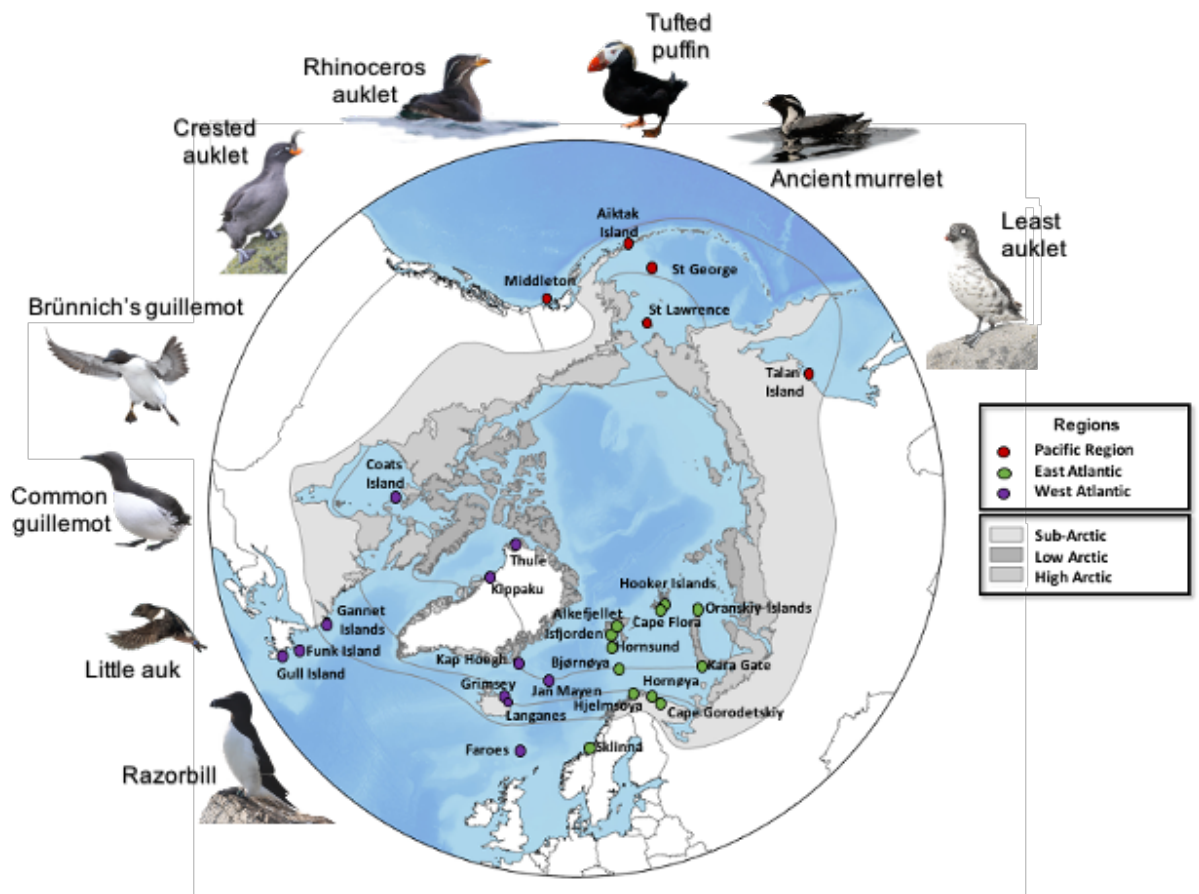 Tufted
puffin
Rhinoceros
auklet
Crested
auklet
Ancient murrelet
Least
auklet
Brünnich's guillemot
Common
guillemot
Little auk
Razorbill
Aiktak
Island
St George
Middleton
St Lawrence
Talan
Island
Coats
Island
Thule
Kippaku
Gannet
Islands
Funk Island
Gull Island
Kap Hoegh
Grimsey
Langanes
Jan Mayen
Faroes
Hooker Islands
Oranskiy Islands
Alkefjellet
Cape Flora
Isfjorden
Hornsund
Bjørnøya
Kara Gate
Hornøya
Hjelmsøya
Cape Gorodetskiy
Sklinna
Regions
Pacific Region
East Atlantic
West Atlantic
Sub-Arctic
Low Arctic
High Arctic